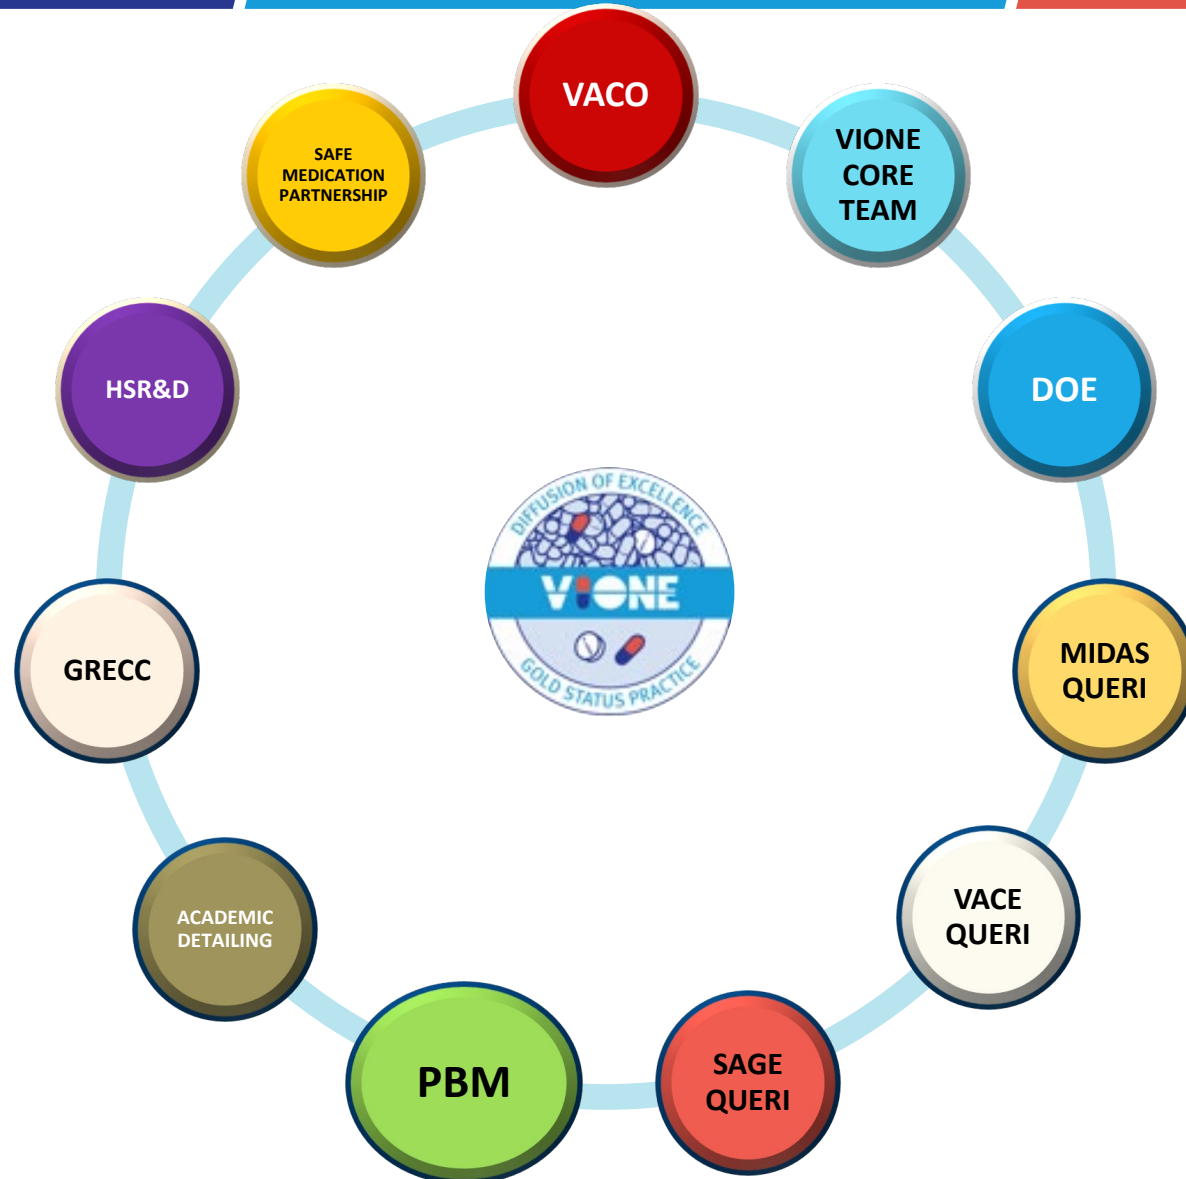 VACO
VIONE
CORE
TEAM
DOE
MIDAS
QUERI
VACE
QUERI
SAGE
QUERI
PBM
ACADEMIC
DETAILING
GRECC
HSR&D
SAFE
MEDICATION
PARTNERSHIP
DIFFUSION OF EXCELLENCE
VIONE
GOLD STATUS PRACTICE